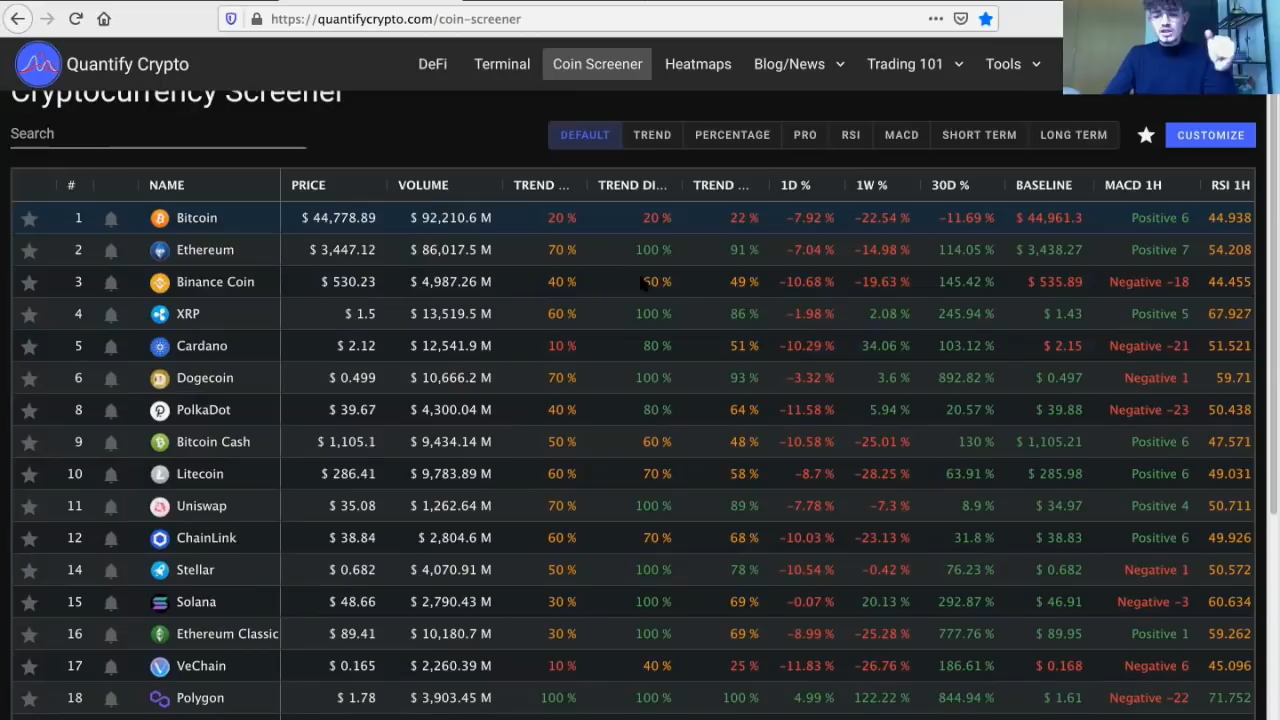 https://quantifycrypto.com/coin-screener
Quantify Crypto DeFi Terminal Coin Screener Heatmaps Blog/News Trading 101 Tools
Cryptocurrency Screener
Search DEFAULT TREND PERCENTAGE PRO RSI MACD SHORT TERM LONG TERM CUSTOMIZE
# NAME PRICE VOLUME TREND ... TREND DI... TREND ... 1D % 1W % 30D % BASELINE MACD 1H RSI 1H
1 Bitcoin $ 44,778.89 $ 92,210.6 M 20 % 20 % 22 % -7.92 % -22.54 % -11.69 % $ 44,961.3 Positive 6 44.938
2 Ethereum $ 3,447.12 $ 86,017.5 M 70 % 100 % 91 % -7.04 % -14.98 % 114.05 % $ 3,438.27 Positive 7 54.208
3 Binance Coin $ 530.23 $ 4,987.26 M 40 % 60 % 49 % -10.68 % -19.63 % 145.42 % $ 535.89 Negative -18 44.455
4 XRP $ 1.5 $ 13,519.5 M 60 % 100 % 86 % -1.98 % 2.08 % 245.94 % $ 1.43 Positive 5 67.927
5 Cardano $ 2.12 $ 12,541.9 M 10 % 80 % 51 % -10.29 % 34.06 % 103.12 % $ 2.15 Negative -21 51.521
6 Dogecoin $ 0.499 $ 10,666.2 M 70 % 100 % 93 % -3.32 % 3.6 % 892.82 % $ 0.497 Negative 1 59.71
8 PolkaDot $ 39.67 $ 4,300.04 M 40 % 80 % 64 % -11.58 % 5.94 % 20.57 % $ 39.88 Negative -23 50.438
9 Bitcoin Cash $ 1,105.1 $ 9,434.14 M 50 % 60 % 48 % -10.58 % -25.01 % 130 % $ 1,105.21 Positive 6 47.571
10 Litecoin $ 286.41 $ 9,783.89 M 60 % 70 % 58 % -8.7 % -28.25 % 63.91 % $ 285.98 Positive 6 49.031
11 Uniswap $ 35.08 $ 1,262.64 M 70 % 100 % 89 % -7.78 % -7.3 % 8.9 % $ 34.97 Positive 4 50.711
12 ChainLink $ 38.84 $ 2,804.6 M 60 % 70 % 68 % -10.03 % -23.13 % 31.8 % $ 38.83 Positive 6 49.926
14 Stellar $ 0.682 $ 4,070.91 M 50 % 100 % 78 % -10.54 % -0.42 % 76.23 % $ 0.682 Negative 1 50.572
15 Solana $ 48.66 $ 2,790.43 M 30 % 100 % 69 % -0.07 % 20.13 % 292.87 % $ 46.91 Negative -3 60.634
16 Ethereum Classic $ 89.41 $ 10,180.7 M 30 % 100 % 69 % -8.99 % -25.28 % 777.76 % $ 89.95 Positive 1 59.262
17 VeChain $ 0.165 $ 2,260.39 M 10 % 40 % 25 % -11.83 % -26.76 % 186.61 % $ 0.168 Negative 6 45.096
18 Polygon $ 1.78 $ 3,903.45 M 100 % 100 % 100 % 4.99 % 122.22 % 844.94 % $ 1.61 Negative -22 71.752